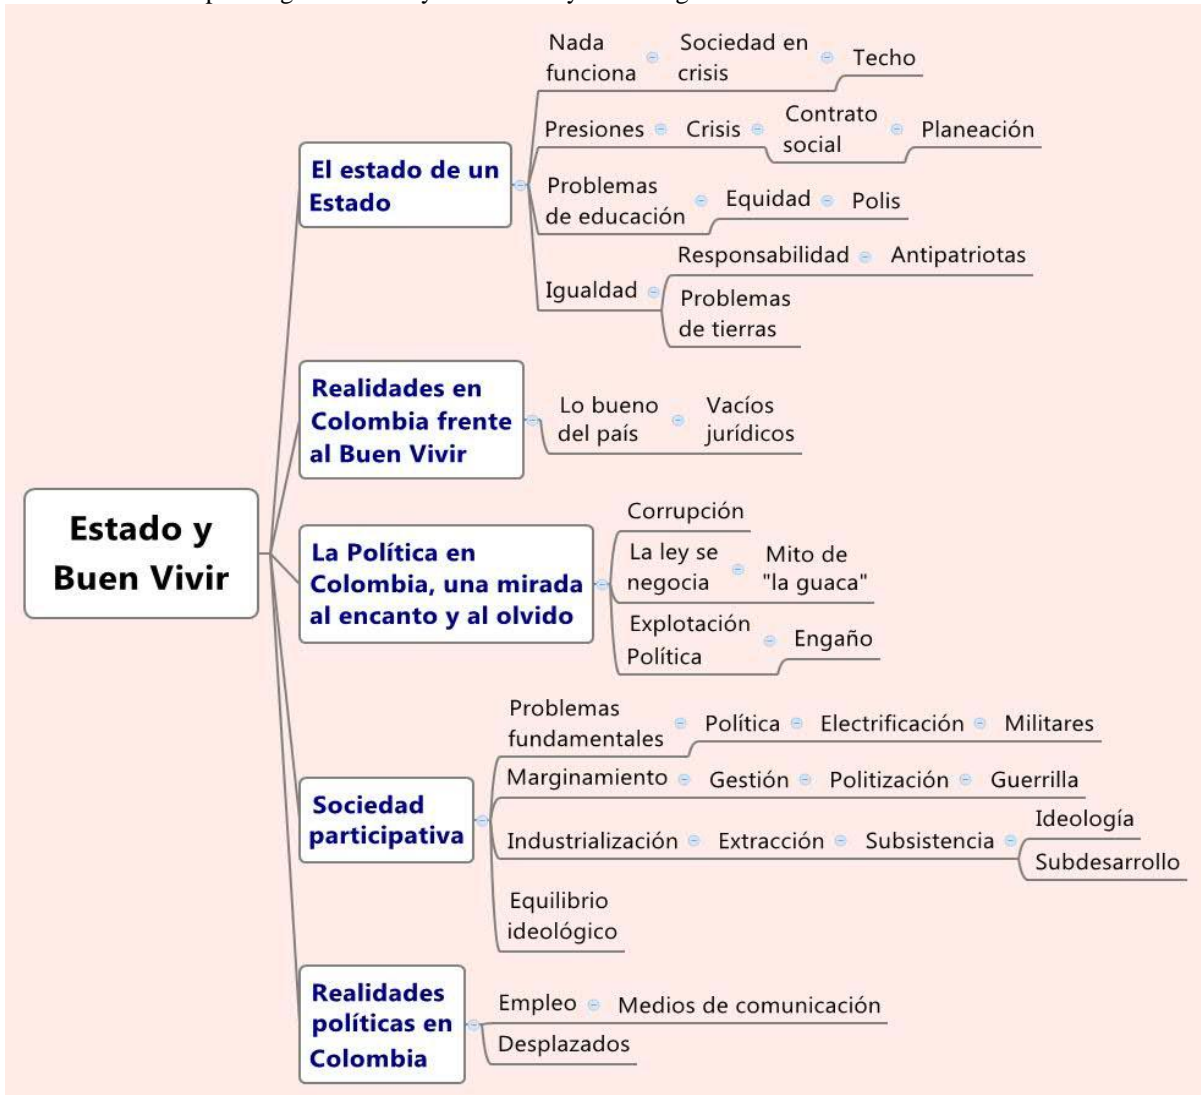 Estado y
Buen Vivir
El estado de un
Estado
Nada
funciona
Sociedad en
crisis
Techo
Presiones
Crisis
Contrato
social
Planeación
Problemas
de educación
Equidad
Polis
Igualdad
Responsabilidad
Antipatriotas
Problemas
de tierras
Realidades en
Colombia frente
al Buen Vivir
Lo bueno
del país
Vacíos
jurídicos
La Política en
Colombia, una mirada
al encanto y al olvido
Corrupción
La ley se
negocia
Mito de
"la guaca"
Explotación
Política
Engaño
Sociedad
participativa
Problemas
fundamentales
Política
Electrificación
Militares
Marginamiento
Gestión
Politización
Guerrilla
Industrialización
Extracción
Subsistencia
Ideología
Subdesarrollo
Equilibrio
ideológico
Realidades
políticas en
Colombia
Empleo
Medios de comunicación
Desplazados